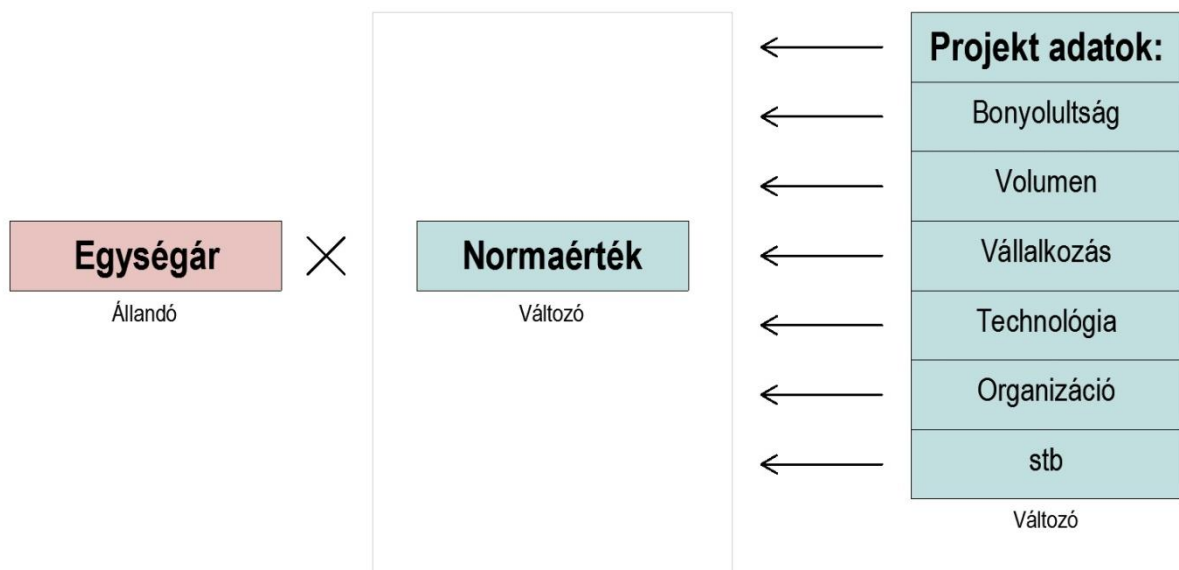 Egységár
Állandó
Normaérték
Változó
Projekt adatok:
Bonyolultság
Volumen
Vállalkozás
Technológia
Organizáció
stb
Változó